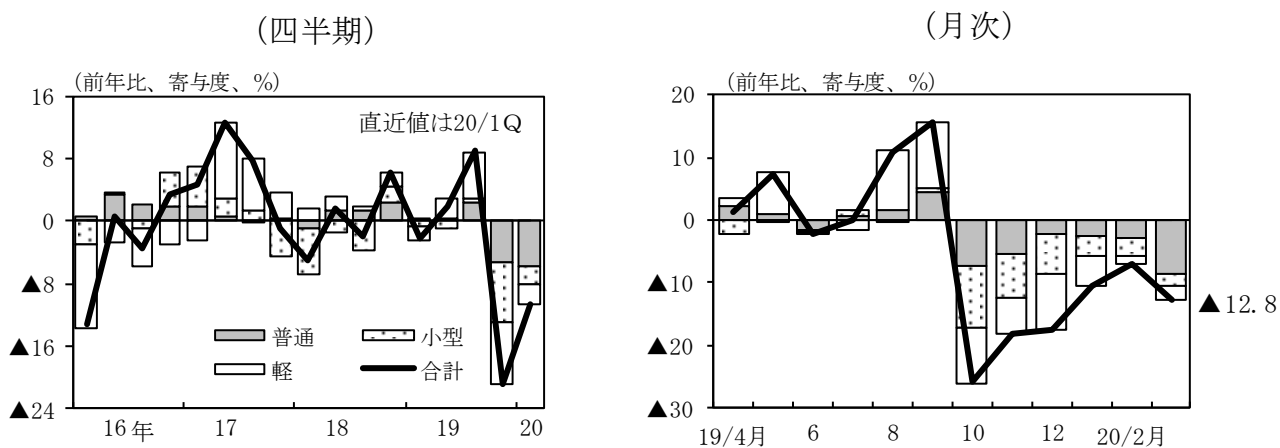 (四半期)
(前年比、寄与度、%)
16
8
0
▲8
▲16
▲24
直近値は20/1Q
普通
小型
軽
合計
16年
17
18
19
20
(月次)
(前年比、寄与度、%)
20
10
0
▲10
▲20
▲30
▲12.8
19/4月
6
8
10
12
20/2月